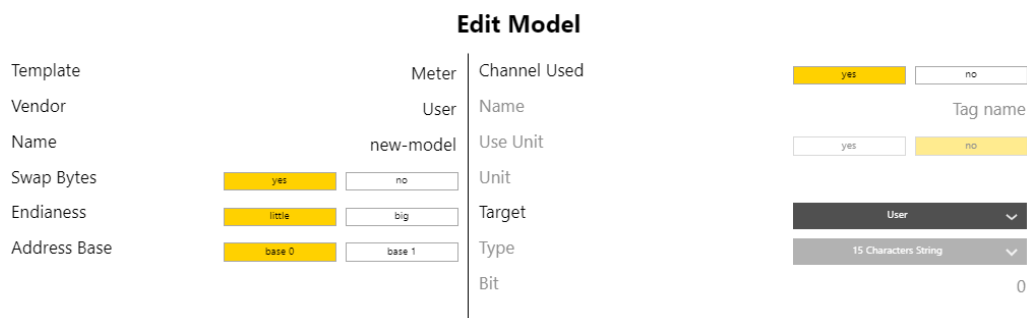 Edit Model
Template Meter
Vendor User
Name new-model
Swap Bytes yes no
Endianess little big
Address Base base 0 base 1
Channel Used yes no
Name Tag name
Use Unit yes no
Unit
Target User
Type 15 Characters String
Bit 0